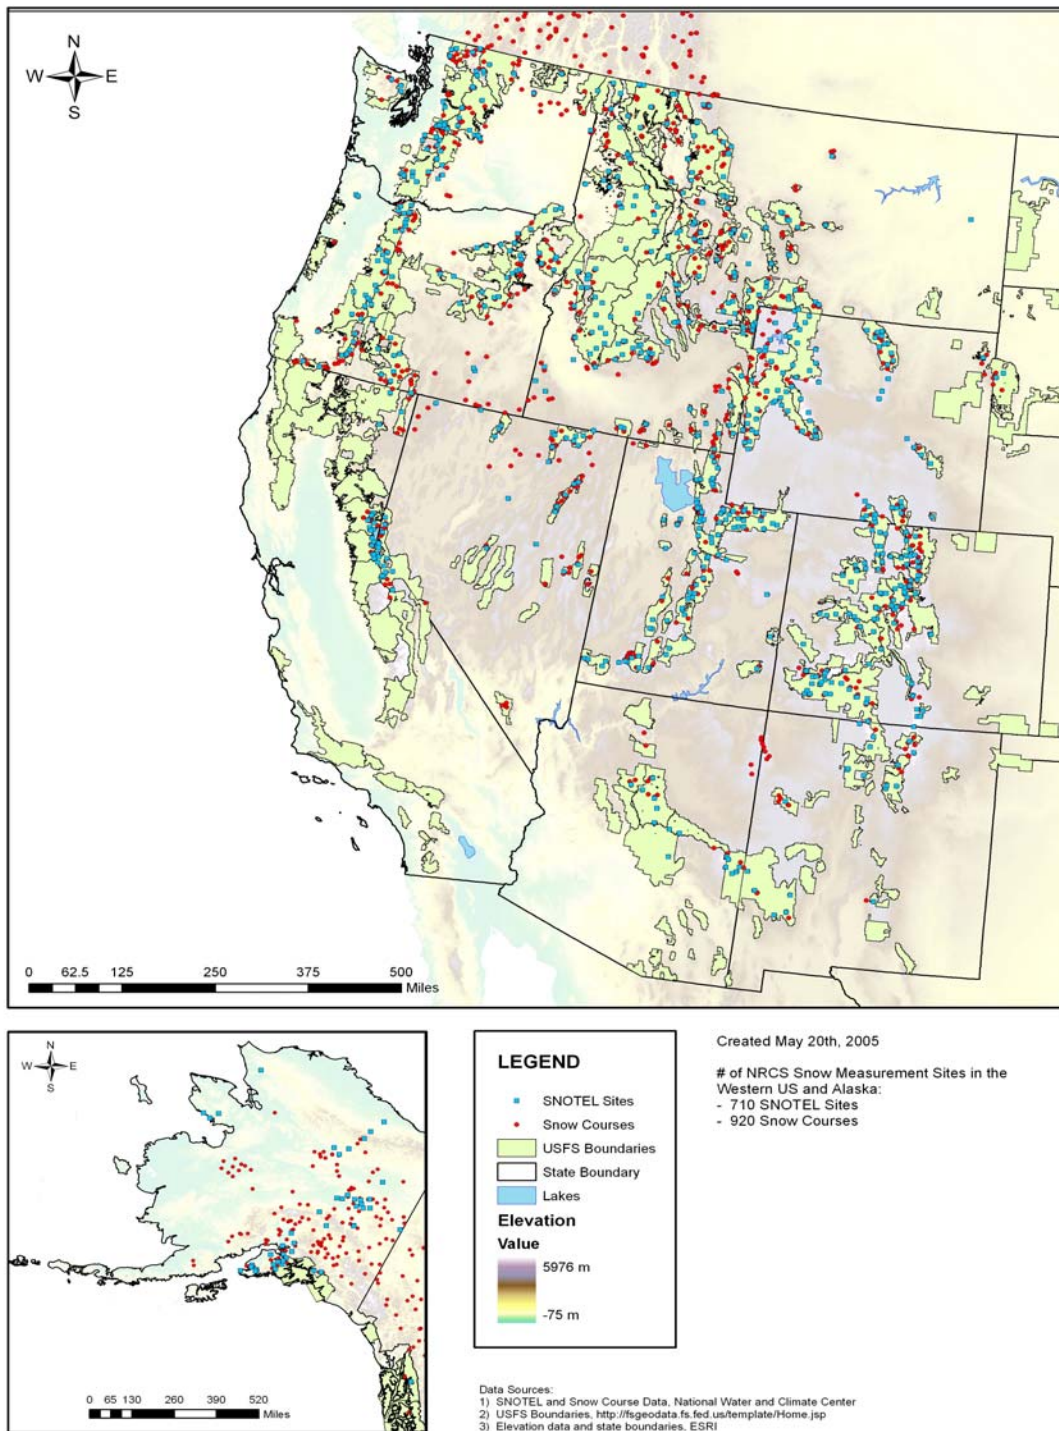 N
W E
S
0 62.5 125 250 375 500
Miles
N
W E
S
0 65 130 260 390 520
Miles
LEGEND
SNOTEL Sites
Snow Courses
USFS Boundaries
State Boundary
Lakes
Elevation
Value
5976 m
-75 m
Created May 20th, 2005
# of NRCS Snow Measurement Sites in the
Western US and Alaska:
- 710 SNOTEL Sites
- 920 Snow Courses
Data Sources:
1) SNOTEL and Snow Course Data, National Water and Climate Center
2) USFS Boundaries, http://fsgeodata.fs.fed.us/template/Home.jsp
3) Elevation data and state boundaries, ESRI